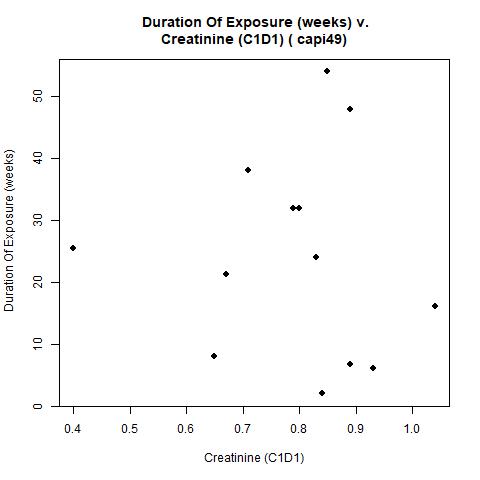 Duration Of Exposure (weeks) v.
Creatinine (C1D1) ( capi49)
Duration Of Exposure (weeks)
50
40
30
20
10
0
0.4 0.5 0.6 0.7 0.8 0.9 1.0
Creatinine (C1D1)